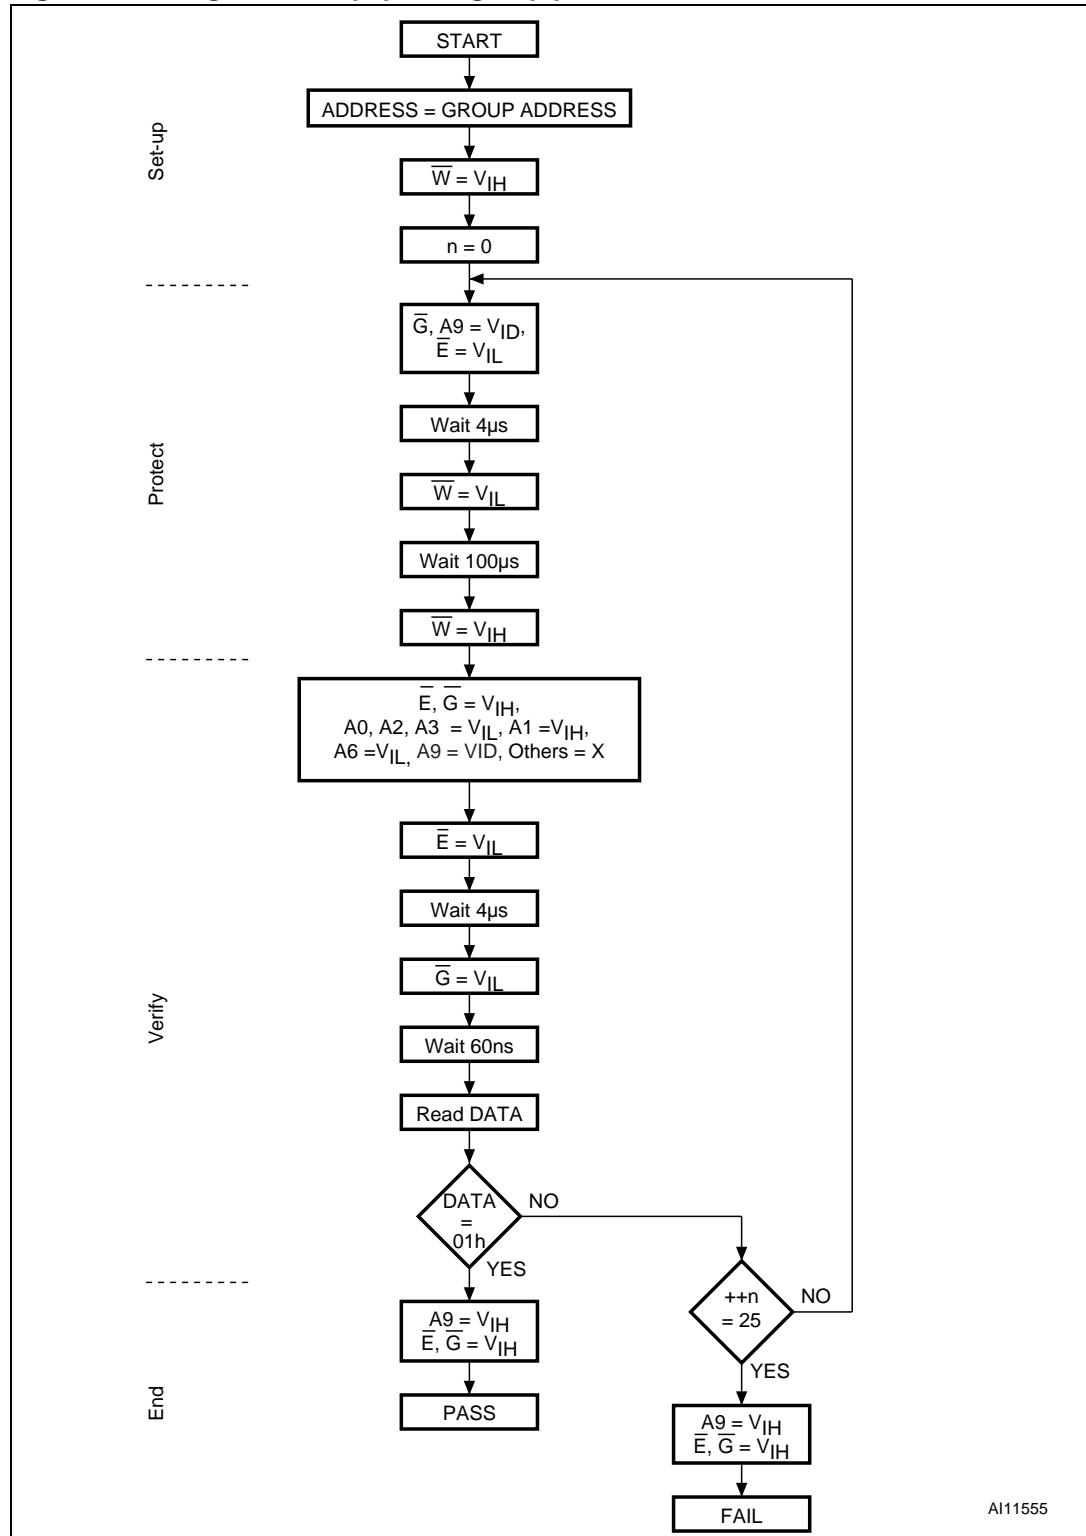 START
ADDRESS = GROUP ADDRESS
Set-up
W̅ = VIH
n = 0
G̅, A9 = VID,
E̅ = VIL
Wait 4µs
Protect
W̅ = VIL
Wait 100µs
W̅ = VIH
E̅, G̅ = VIH,
A0, A2, A3 = VIL, A1 =VIH,
A6 =VIL, A9 = VID, Others = X
E̅ = VIL
Wait 4µs
G̅ = VIL
Verify
Wait 60ns
Read DATA
DATA
=
01h
NO
YES
++n
= 25
NO
YES
A9 = VIH
E̅, G̅ = VIH
End
PASS
A9 = VIH
E̅, G̅ = VIH
FAIL
AI11555